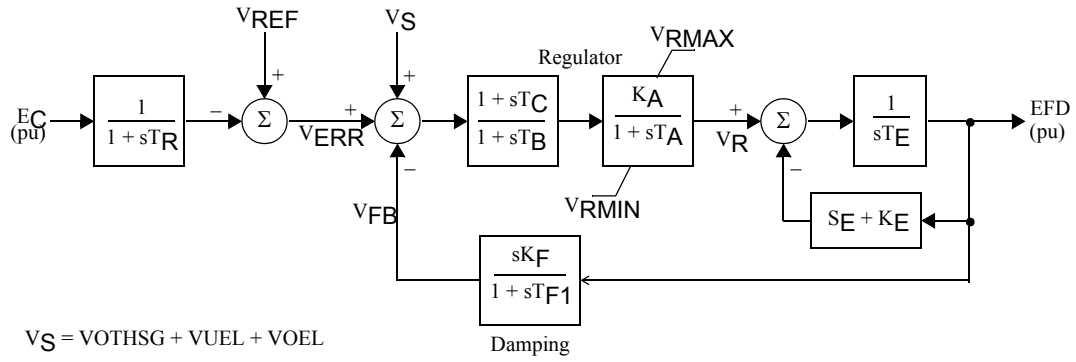 VREF
VS
Regulator
VRMAX
EC
(pu)
1
1 + sTR
−
+
Σ
+
VERR
+
Σ
−
1 + sTC
1 + sTB
KA
1 + sTA
VRMIN
+
VR
Σ
−
1
sTE
EFD
(pu)
SE + KE
VFB
sKF
1 + sTF1
Damping
VS = VOTHSG + VUEL + VOEL